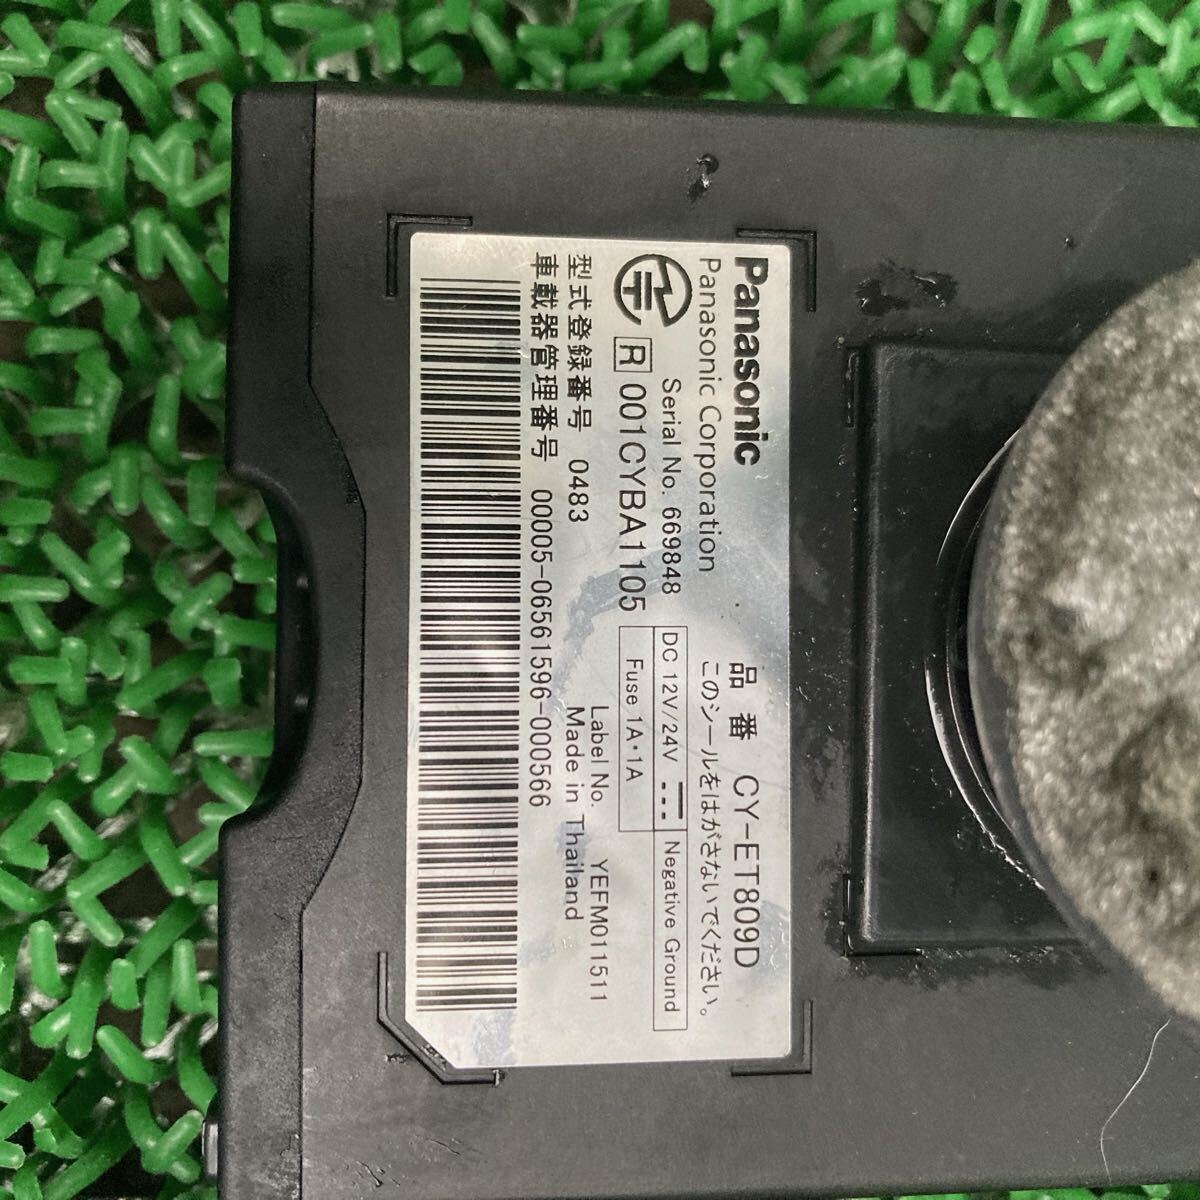 Panasonic 品番 CY-ET809D
Panasonic Corporation このシールをはがさないでください。
Serial No. 669848 DC 12V/24V Negative Ground
R 001CYBA1105 Fuse 1A・1A
Label No. YEFM011511
型式登録番号 0483 Made in Thailand
車載器管理番号 00005-06561596-000566